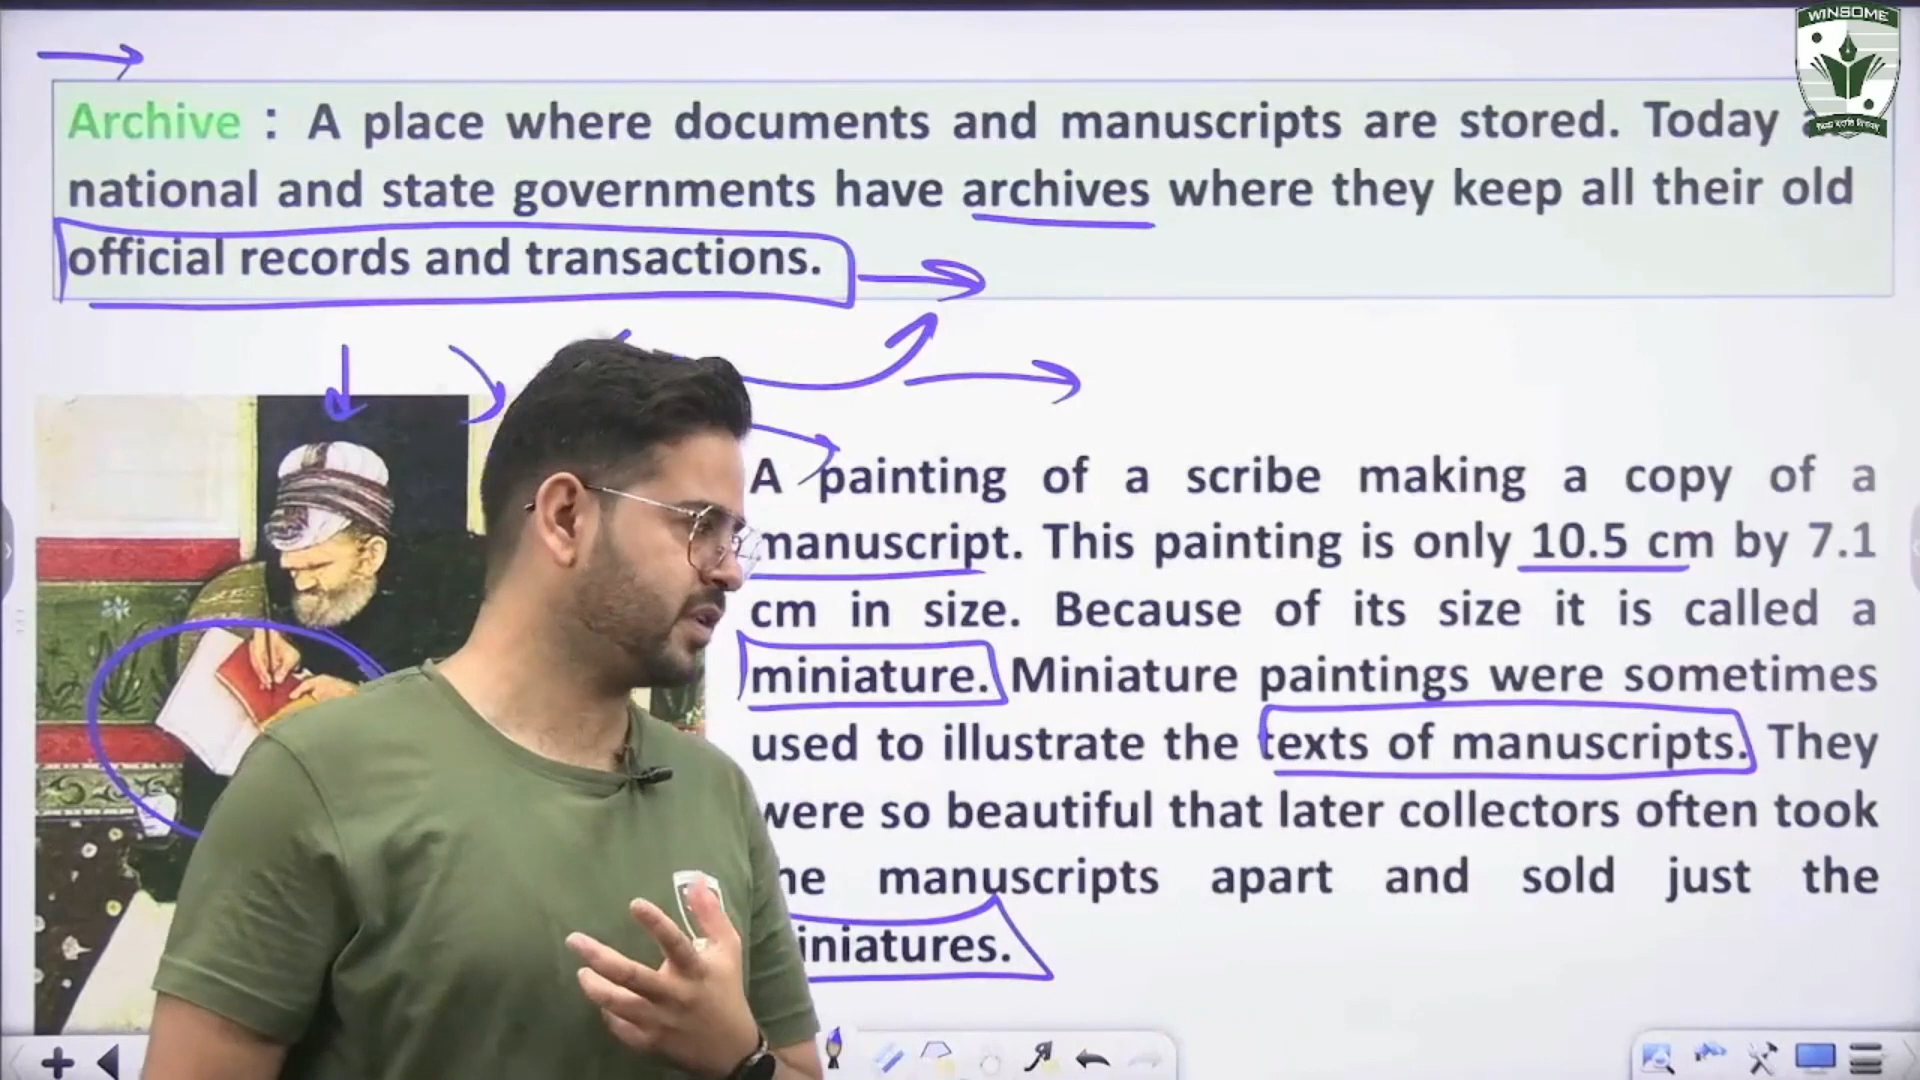 WINSOME
Archive : A place where documents and manuscripts are stored. Today
national and state governments have archives where they keep all their old
official records and transactions.
A painting of a scribe making a copy of a
manuscript. This painting is only 10.5 cm by 7.1
cm in size. Because of its size it is called a
miniature. Miniature paintings were sometimes
used to illustrate the texts of manuscripts. They
were so beautiful that later collectors often took
he manuscripts apart and sold just the
iniatures.